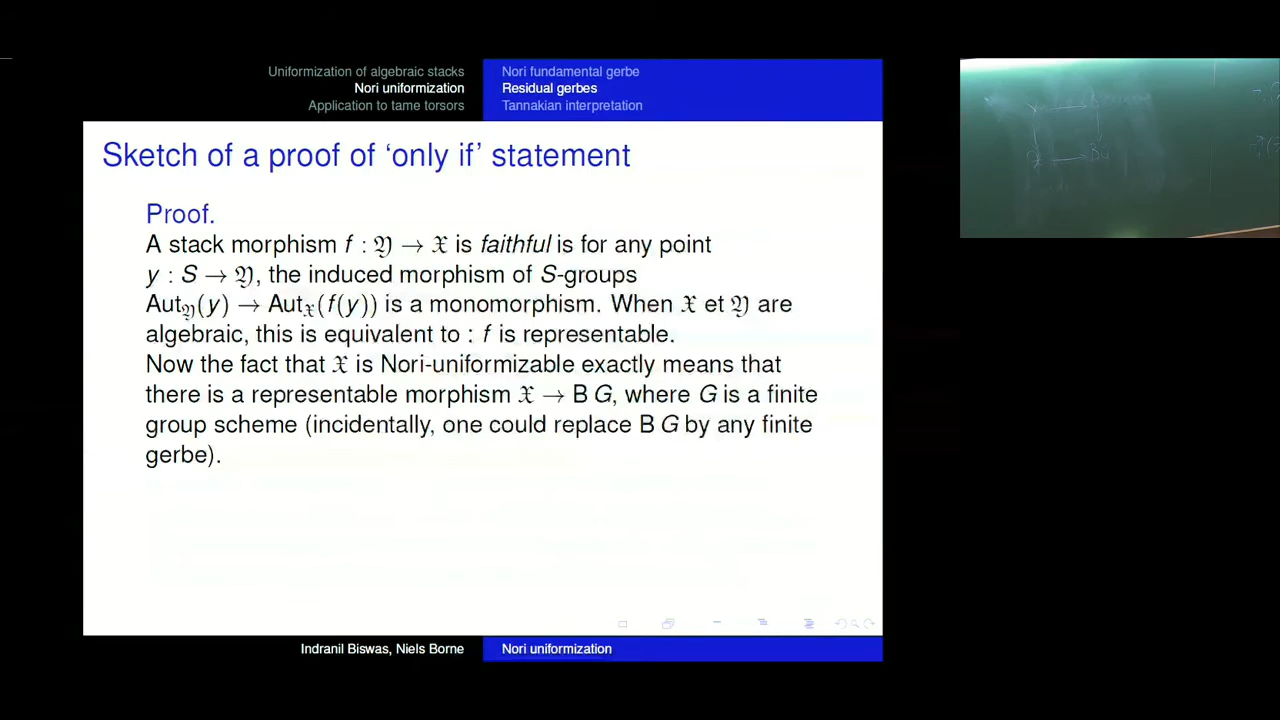 Uniformization of algebraic stacks
Nori uniformization
Application to tame torsors
Nori fundamental gerbe
Residual gerbes
Tannakian interpretation
Sketch of a proof of ‘only if’ statement
Proof.
A stack morphism f : 𝔜 → 𝔛 is faithful is for any point
y : S → 𝔜, the induced morphism of S-groups
Aut𝔜(y) → Aut𝔛(f(y)) is a monomorphism. When 𝔛 et 𝔜 are
algebraic, this is equivalent to : f is representable.
Now the fact that 𝔛 is Nori-uniformizable exactly means that
there is a representable morphism 𝔛 → B G, where G is a finite
group scheme (incidentally, one could replace B G by any finite
gerbe).
Indranil Biswas, Niels Borne
Nori uniformization